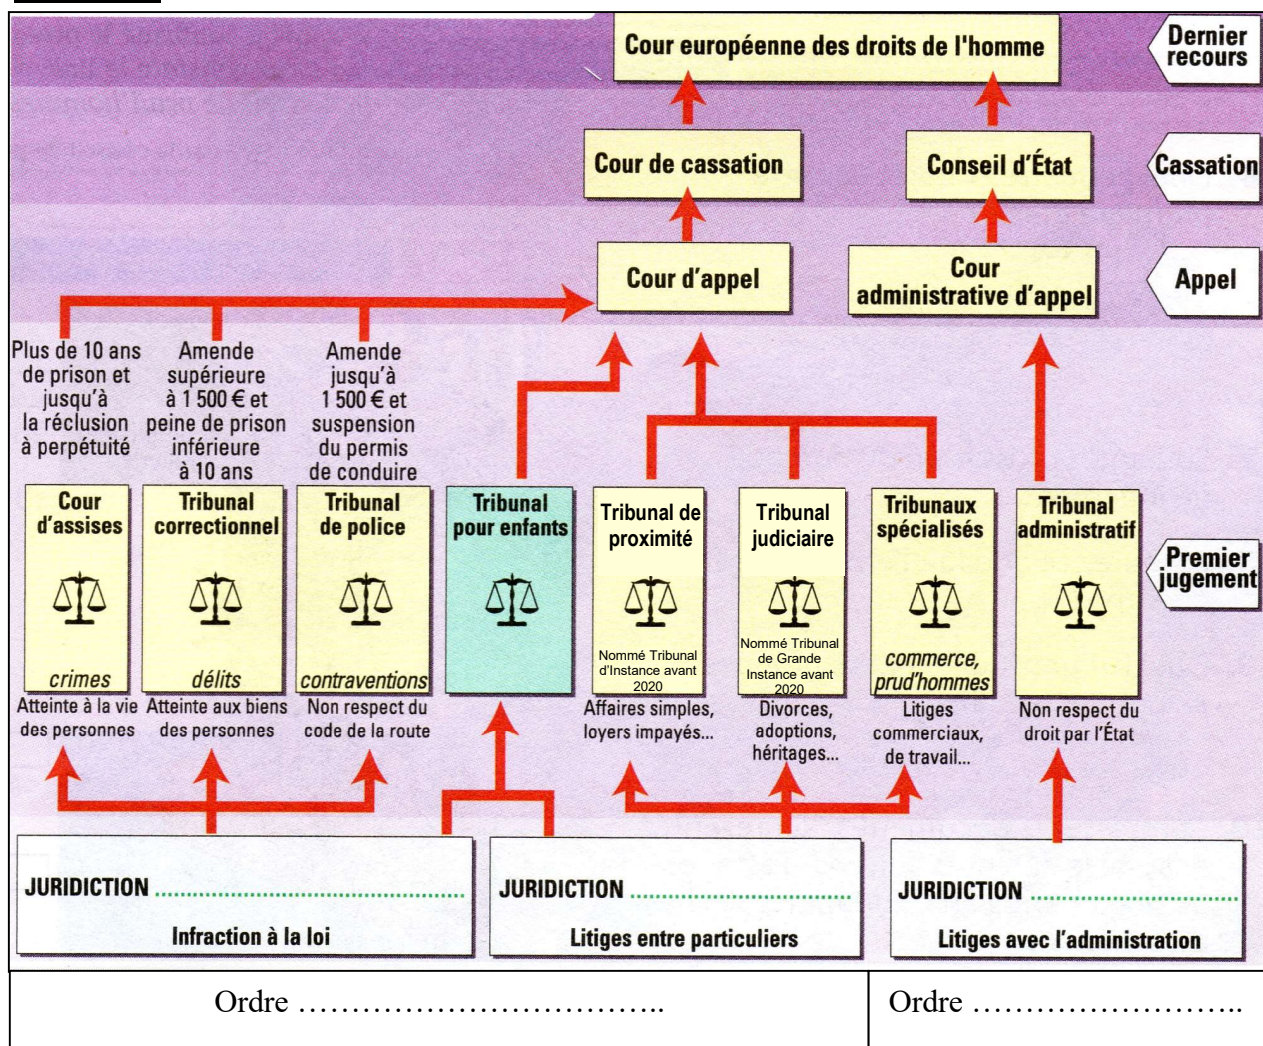 Cour européenne des droits de l'homme
Dernier
recours
Cour de cassation
Conseil d'État
Cassation
Cour d'appel
Cour
administrative d'appel
Appel
Plus de 10 ans
de prison et
jusqu'à
la réclusion
à perpétuité
Amende
supérieure
à 1 500 € et
peine de prison
inférieure
à 10 ans
Amende
jusqu'à
1 500 € et
suspension
du permis
de conduire
Cour
d'assises
crimes
Atteinte à la vie
des personnes
Tribunal
correctionnel
délits
Atteinte aux biens
des personnes
Tribunal
de police
contraventions
Non respect du
code de la route
Tribunal
pour enfants
Tribunal de
proximité
Nommé Tribunal
d'Instance avant
2020
Affaires simples,
loyers impayés...
Tribunal
judiciaire
Nommé Tribunal
de Grande
Instance avant
2020
Divorces,
adoptions,
héritages...
Tribunaux
spécialisés
commerce,
prud'hommes
Litiges
commerciaux,
de travail...
Tribunal
administratif
Non respect du
droit par l'État
Premier
jugement
JURIDICTION ..........................................................
Infraction à la loi
JURIDICTION ..........................................
Litiges entre particuliers
JURIDICTION ........................................
Litiges avec l'administration
Ordre ……………………………..
Ordre ……………………..